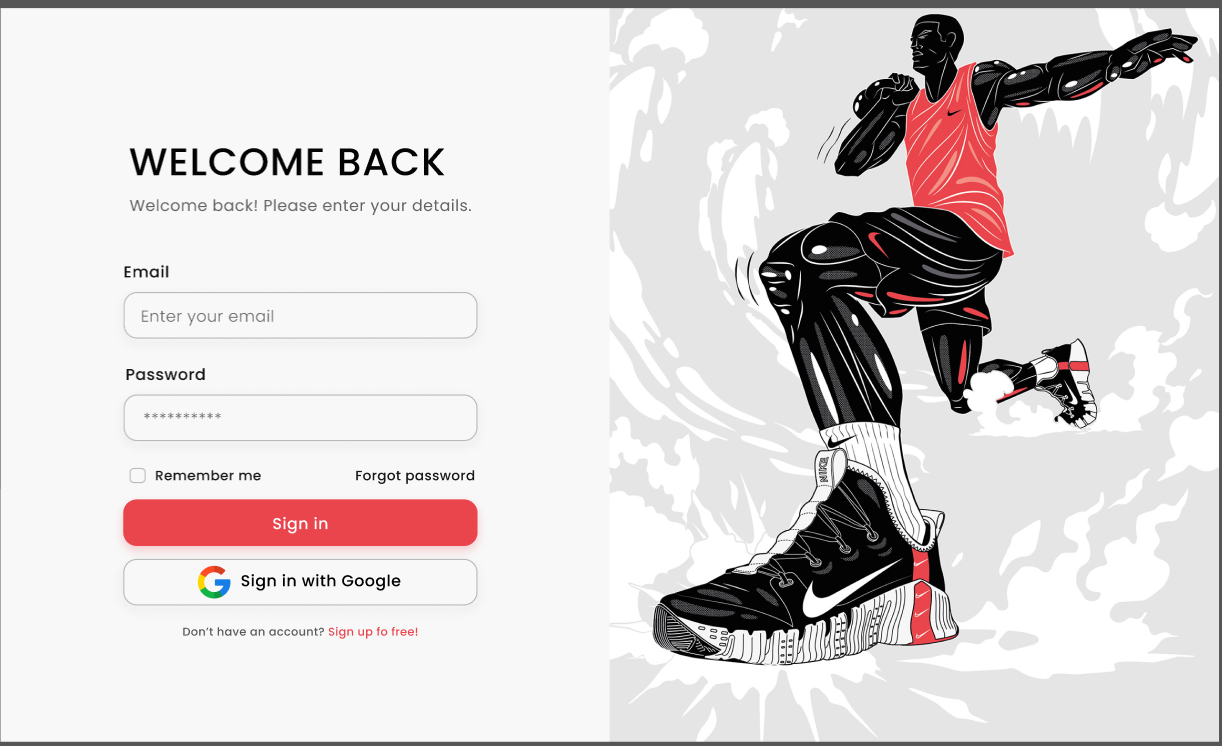 WELCOME BACK
Welcome back! Please enter your details.
Email
Enter your email
Password
**********
Remember me
Forgot password
Sign in
Sign in with Google
Don’t have an account? Sign up fo free!
NIKE